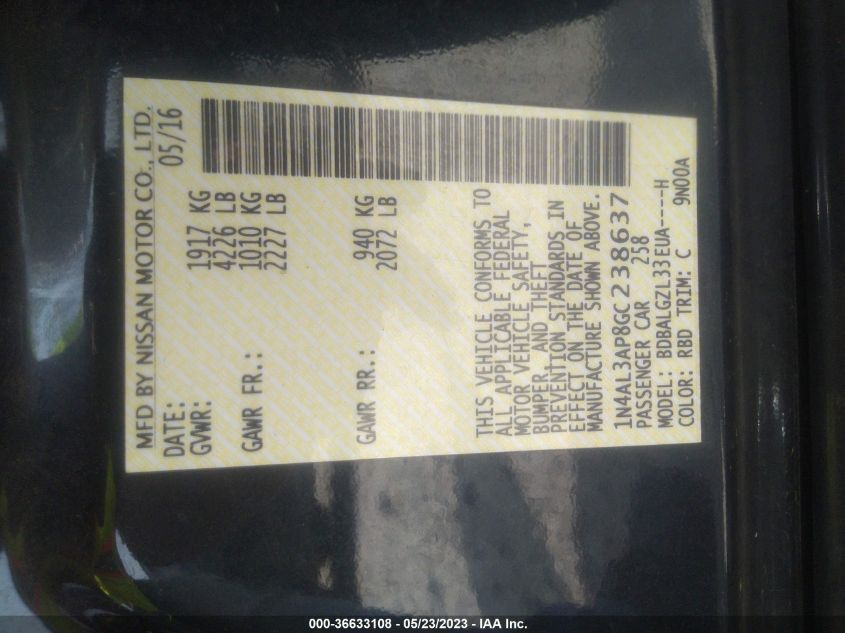 MFD BY NISSAN MOTOR CO., LTD.
DATE: 05/16
GVWR: 1917 KG
4226 LB
GAWR FR.: 1010 KG
2227 LB
GAWR RR.: 940 KG
2072 LB
THIS VEHICLE CONFORMS TO
ALL APPLICABLE FEDERAL
MOTOR VEHICLE SAFETY,
BUMPER, AND THEFT
PREVENTION STANDARDS IN
EFFECT ON THE DATE OF
MANUFACTURE SHOWN ABOVE.
1N4AL3AP8GC238637
PASSENGER CAR 258
MODEL: BDBALGZL33EUA----H
COLOR: RBD TRIM: C 9N00A
000-36633108 - 05/23/2023 - IAA Inc.